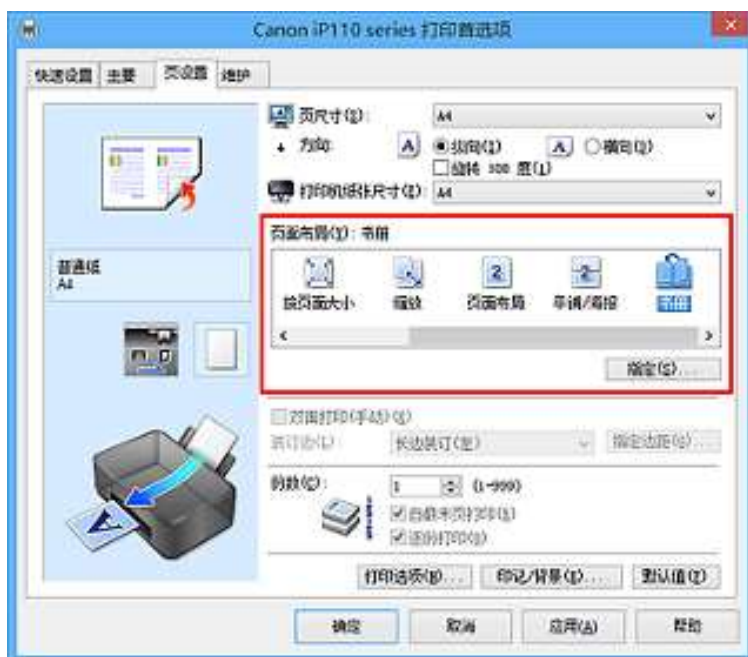 Canon iP110 series 打印首选项
快速设置 主要 页设置 维护
页尺寸(Z): A4
方向: A 纵向(I) A 横向(Q)
旋转 180 度(L)
打印机纸张尺寸(Z): A4
页面布局(Y): 书册
普通纸
A4
按页面大小 缩放 页面布局 平铺/海报 书册
指定(S)...
双面打印(手动)(X)
装订边(L): 长边装订(左) 指定边距(G)...
份数(C): 1 (1-999)
自最末页打印(R)
逐份打印(O)
打印选项(B)... 印记/背景(D)... 默认值(T)
确定 取消 应用(A) 帮助